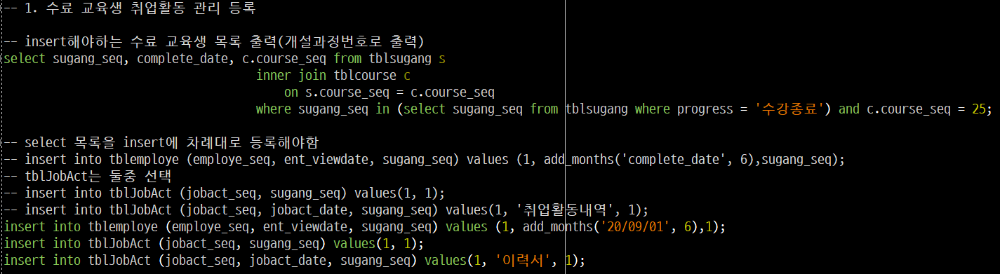 -- 1. 수료 교육생 취업활동 관리 등록
-- insert해야하는 수료 교육생 목록 출력(개설과정번호로 출력)
select sugang_seq, complete_date, c.course_seq from tblsugang s
inner join tblcourse c
on s.course_seq = c.course_seq
where sugang_seq in (select sugang_seq from tblsugang where progress = '수강종료') and c.course_seq = 25;
-- select 목록을 insert에 차례대로 등록해야함
-- insert into tblemploye (employe_seq, ent_viewdate, sugang_seq) values (1, add_months('complete_date', 6),sugang_seq);
-- tblJobAct는 둘중 선택
-- insert into tblJobAct (jobact_seq, sugang_seq) values(1, 1);
-- insert into tblJobAct (jobact_seq, jobact_date, sugang_seq) values(1, '취업활동내역', 1);
insert into tblemploye (employe_seq, ent_viewdate, sugang_seq) values (1, add_months('20/09/01', 6),1);
insert into tblJobAct (jobact_seq, sugang_seq) values(1, 1);
insert into tblJobAct (jobact_seq, jobact_date, sugang_seq) values(1, '이력서', 1);